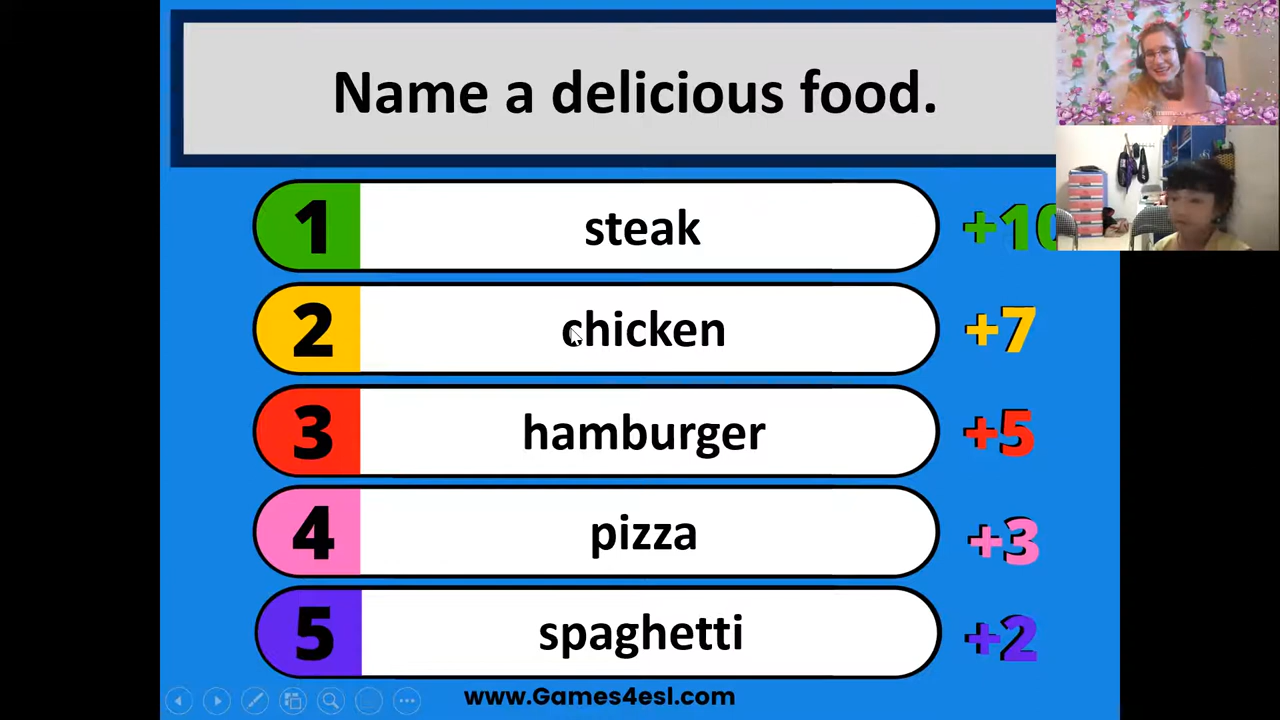 Name a delicious food.
1 steak +10
2 chicken +7
3 hamburger +5
4 pizza +3
5 spaghetti +2
www.Games4esl.com